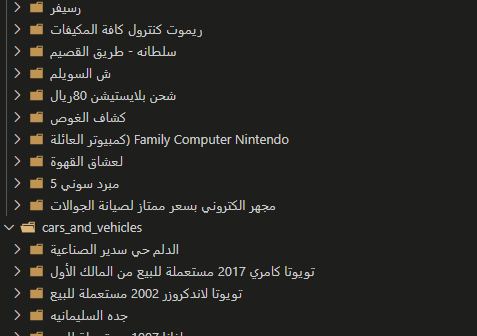 رسيفر
ريموت كنترول كافة المكيفات
سلطانه - طريق القصيم
ش السويلم
شحن بلايستيشن 80ريال
كشاف الغوص
كمبيوتر العائلة) Family Computer Nintendo
لعشاق القهوة
مبرد سوني 5
مجهر الكتروني بسعر ممتاز لصيانة الجوالات
cars_and_vehicles
الدلم حي سدير الصناعية
تويوتا كامري 2017 مستعملة للبيع من المالك الأول
تويوتا لاندكروزر 2002 مستعملة للبيع
جده السليمانيه